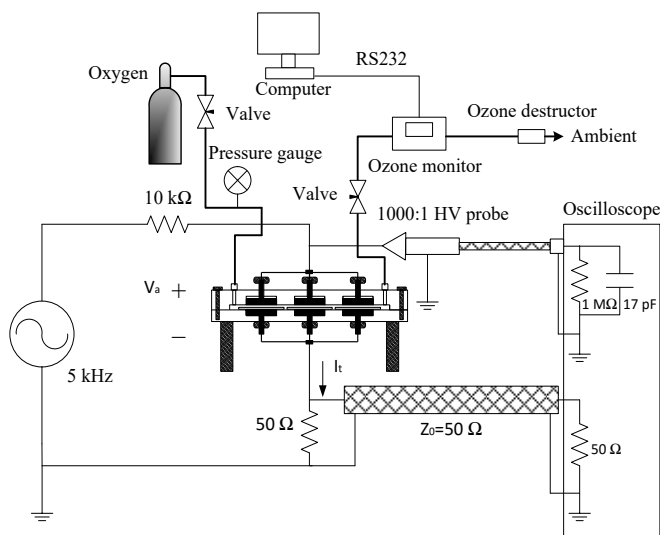 RS232
Oxygen
Computer
Valve
Ozone destructor
Ambient
Pressure gauge
Ozone monitor
Valve
10 kΩ
1000:1 HV probe
Oscilloscope
Va
+
1 MΩ 17 pF
−
5 kHz
It
50 Ω
Z0=50 Ω
50 Ω